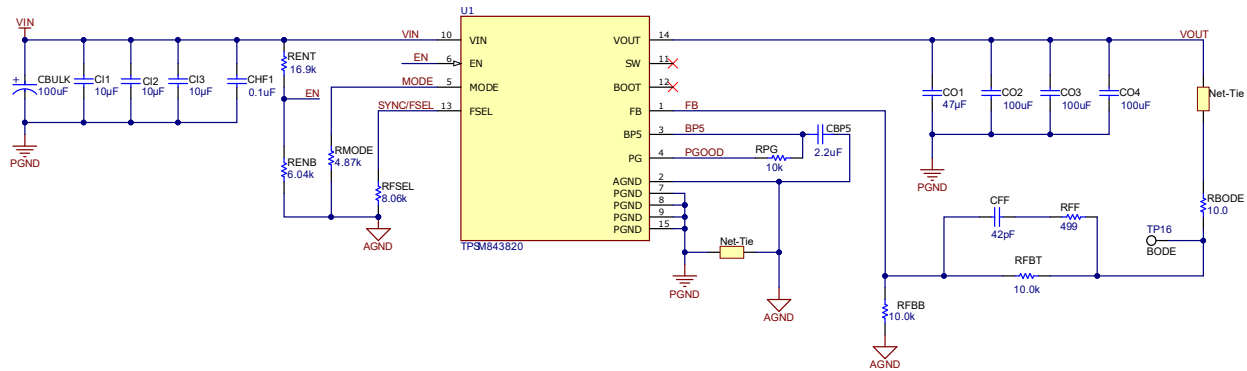 VIN
CBULK
100uF
CI1
10µF
CI2
10µF
CI3
10µF
CHF1
0.1uF
PGND
RENT
16.9k
EN
RENB
6.04k
RMODE
4.87k
RFSEL
8.06k
AGND
VIN
EN
MODE
SYNC/FSEL
U1
10
6
5
13
VIN
EN
MODE
FSEL
VOUT
SW
BOOT
FB
BP5
PG
AGND
PGND
PGND
PGND
PGND
TPSM843820
14
11
12
1
3
4
2
7
8
9
15
FB
BP5
PGOOD
RPG
10k
CBP5
2.2uF
Net-Tie
PGND
AGND
VOUT
CO1
47µF
CO2
100uF
CO3
100uF
CO4
100uF
PGND
Net-Tie
RBODE
10.0
TP16
BODE
CFF
42pF
RFF
499
RFBT
10.0k
RFBB
10.0k
AGND